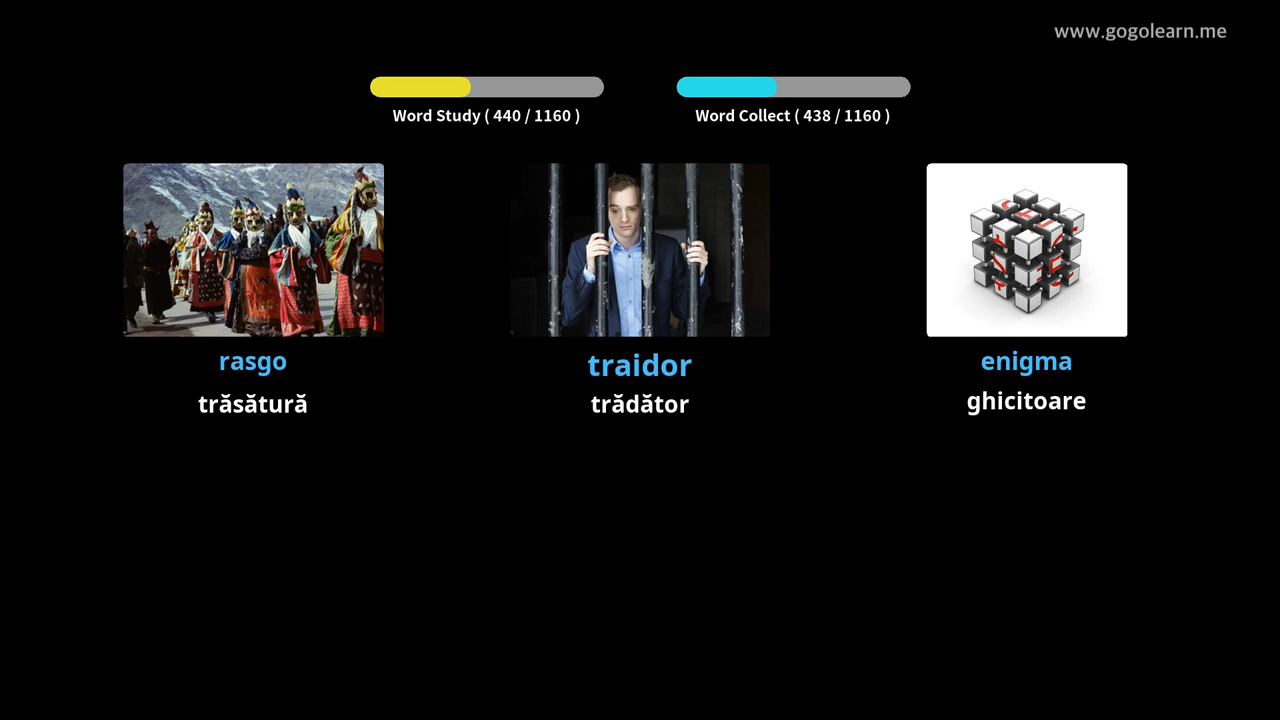 www.gogolearn.me
Word Study ( 440 / 1160 )
Word Collect ( 438 / 1160 )
rasgo
trăsătură
traidor
trădător
enigma
ghicitoare